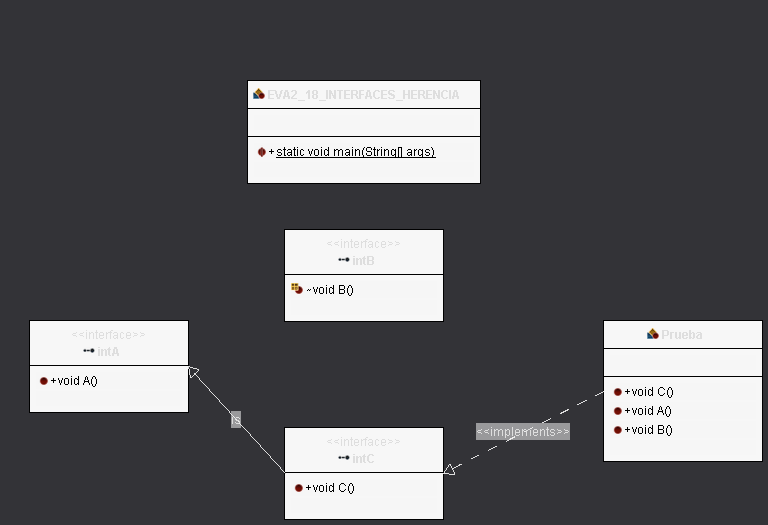 EVA2_18_INTERFACES_HERENCIA
+static void main(String[] args)
<<interface>>
intB
~void B()
<<interface>>
intA
+void A()
Prueba
+void C()
+void A()
+void B()
Is
<<implements>>
<<interface>>
intC
+void C()